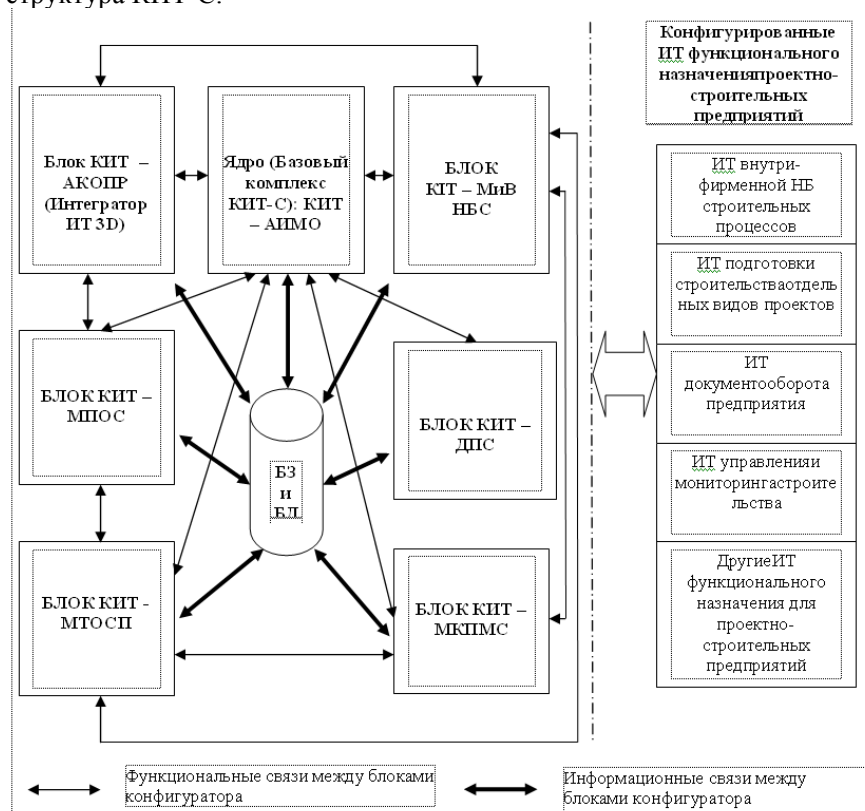 структура КИТ-С.
Конфигурированные
ИТ функционального
назначенияпроектно-
строительных
предприятий
Блок КИТ –
АКОПР
(Интегратор
ИТ 3D)
Ядро (Базовый
комплекс
КИТ-С): КИТ
– АИМО
БЛОК
КІТ – МиВ
НБС
ИТ внутри-
фирменной НБ
строительных
процессов
ИТ подготовки
строительстваотдель
ных видов проектов
ИТ
документооборота
предприятия
ИТ управленияи
мониторингастроите
льства
ДругиеИТ
функционального
назначения для
проектно-
строительных
предприятий
БЛОК КИТ –
МПОС
БЗ
и
БД
БЛОК КИТ –
ДПС
БЛОК КИТ -
МТОСП
БЛОК КИТ –
МКПМС
Функциональные связи между блоками
конфигуратора
Информационные связи между
блоками конфигуратора